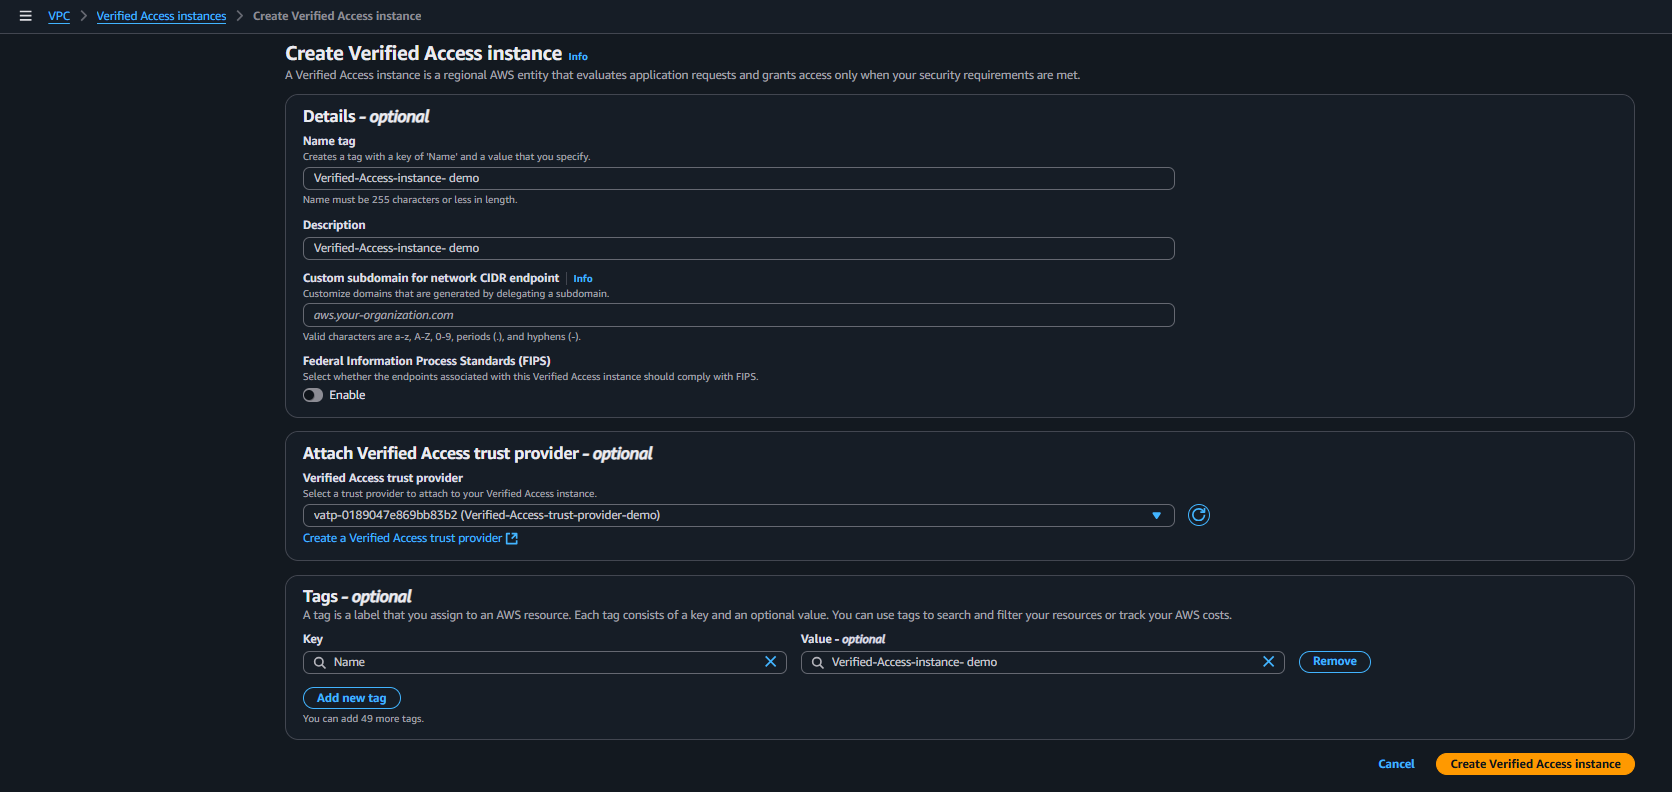 VPC > Verified Access instances > Create Verified Access instance
Create Verified Access instance Info
A Verified Access instance is a regional AWS entity that evaluates application requests and grants access only when your security requirements are met.
Details - optional
Name tag
Creates a tag with a key of 'Name' and a value that you specify.
Verified-Access-instance- demo
Name must be 255 characters or less in length.
Description
Verified-Access-instance- demo
Custom subdomain for network CIDR endpoint | Info
Customize domains that are generated by delegating a subdomain.
aws.your-organization.com
Valid characters are a-z, A-Z, 0-9, periods (.), and hyphens (-).
Federal Information Process Standards (FIPS)
Select whether the endpoints associated with this Verified Access instance should comply with FIPS.
Enable
Attach Verified Access trust provider - optional
Verified Access trust provider
Select a trust provider to attach to your Verified Access instance.
vatp-0189047e869bb83b2 (Verified-Access-trust-provider-demo)
Create a Verified Access trust provider
Tags - optional
A tag is a label that you assign to an AWS resource. Each tag consists of a key and an optional value. You can use tags to search and filter your resources or track your AWS costs.
Key Value - optional
Name Verified-Access-instance- demo Remove
Add new tag
You can add 49 more tags.
Cancel Create Verified Access instance